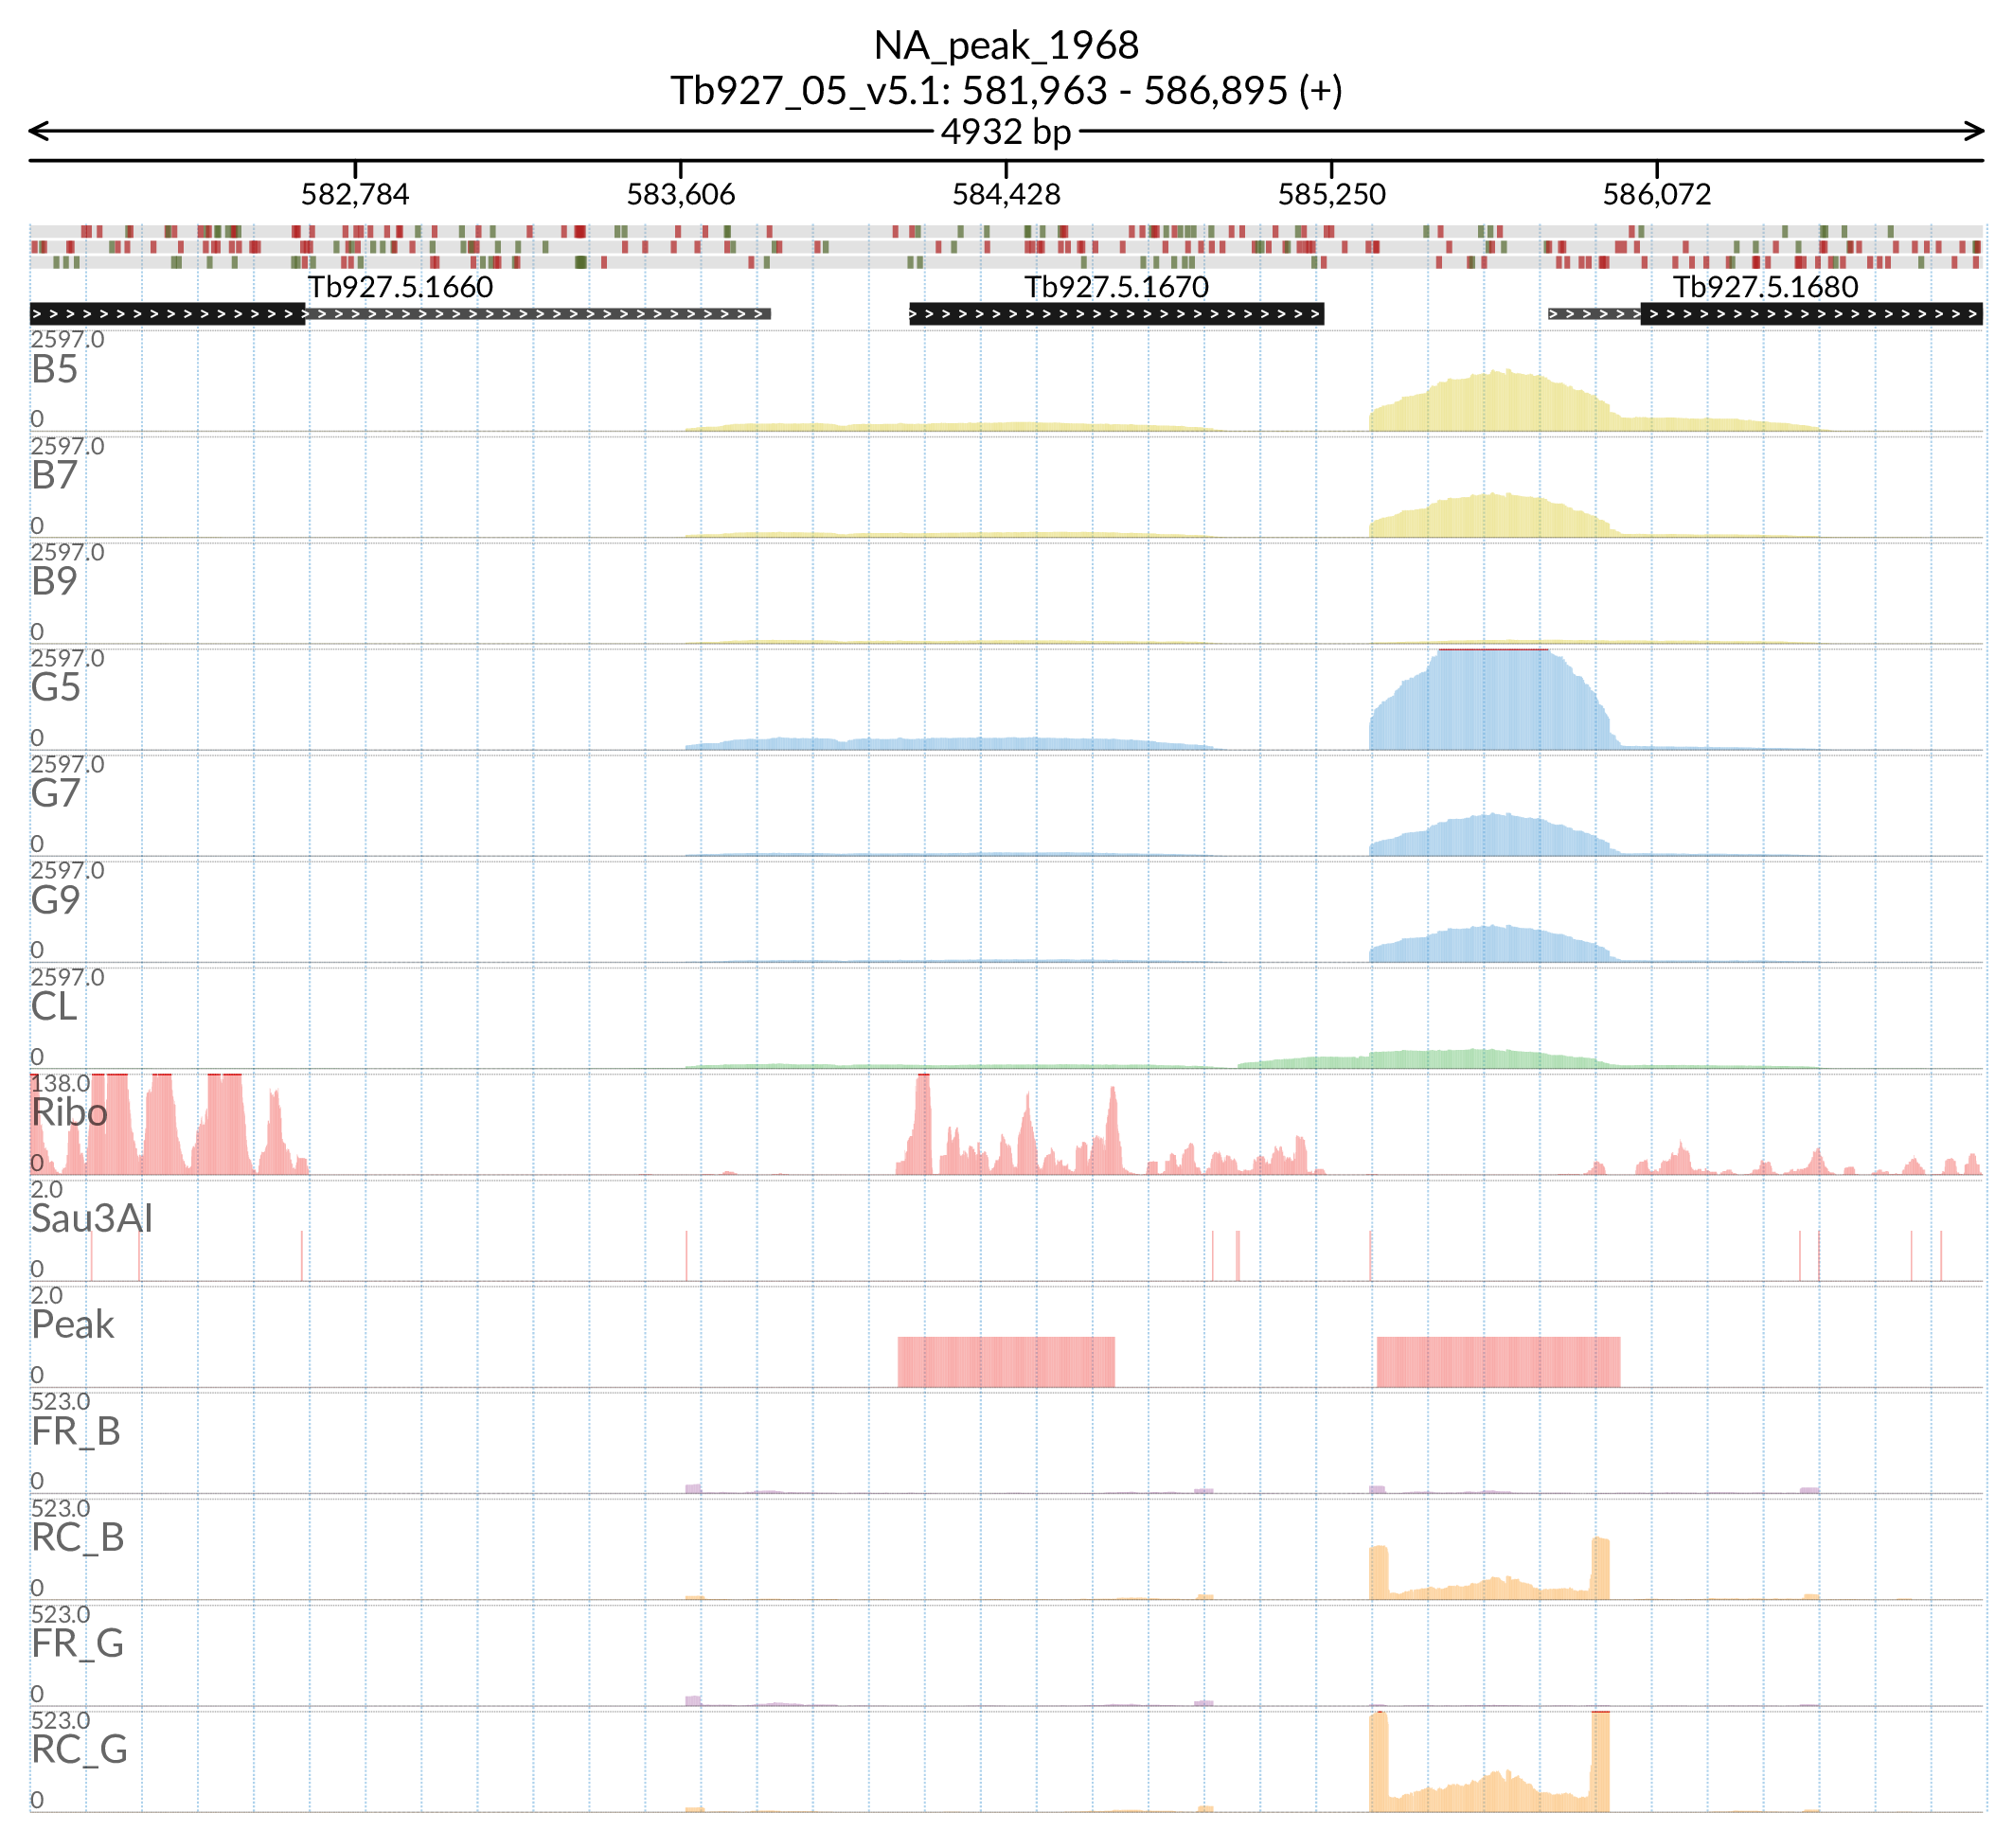 NA_peak_1968
Tb927_05_v5.1: 581,963 - 586,895 (+)
4932 bp
582,784 583,606 584,428 585,250 586,072
Tb927.5.1660 Tb927.5.1670 Tb927.5.1680
2597.0
B5
0
2597.0
B7
0
2597.0
B9
0
2597.0
G5
0
2597.0
G7
0
2597.0
G9
0
2597.0
CL
0
138.0
Ribo
0
2.0
Sau3AI
0
2.0
Peak
0
523.0
FR_B
0
523.0
RC_B
0
523.0
FR_G
0
523.0
RC_G
0